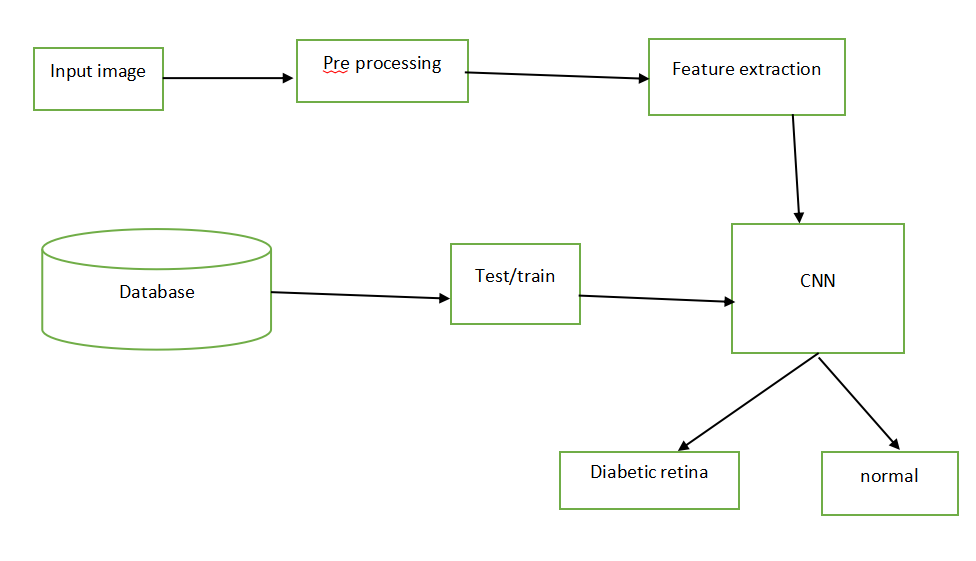 Input image
Pre processing
Feature extraction
Database
Test/train
CNN
Diabetic retina
normal